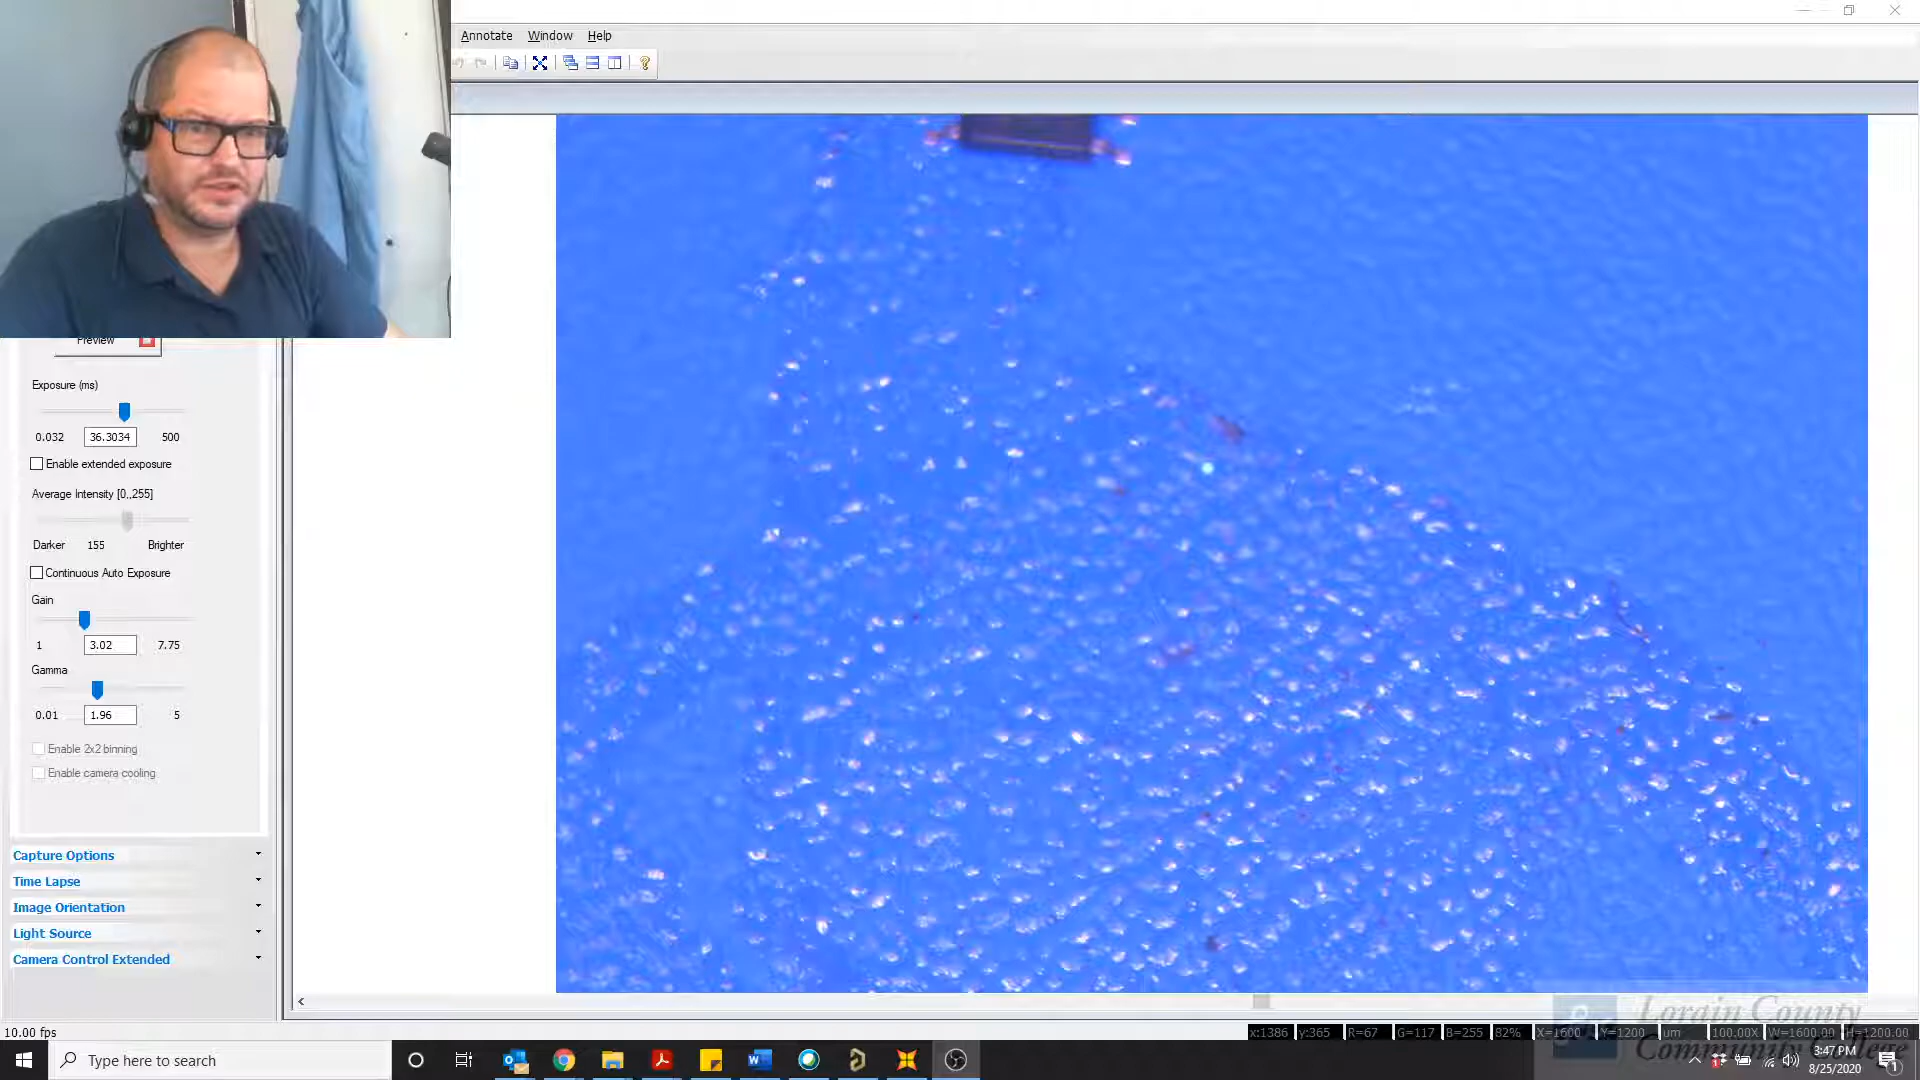 Annotate Window Help
Preview
Exposure (ms)
0.032 36.3034 500
Enable extended exposure
Average Intensity [0,,255]
Darker 155 Brighter
Continuous Auto Exposure
Gain
1 3.02 7.75
Gamma
0.01 1.96 5
Enable 2x2 binning
Enable camera cooling
Capture Options
Time Lapse
Image Orientation
Light Source
Camera Control Extended
10.00 fps
x:1386 y:365 R=67 G=117 B=255 82% X=1600 Y=1200 um 100.00X W=1600.00 H=1200.00
Lorain County
Community College
Type here to search
3:47 PM
8/25/2020